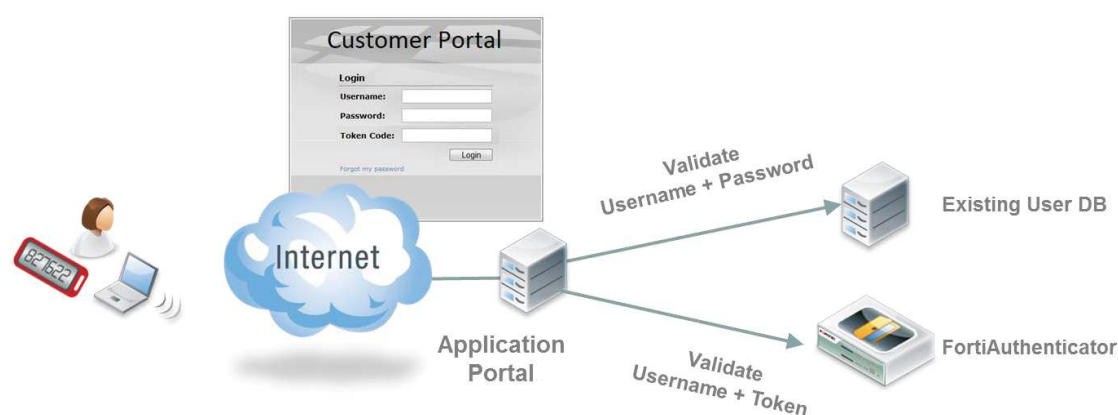 Customer Portal
Login
Username:
Password:
Token Code:
Login
Forgot my password
827622
Internet
Application
Portal
Validate
Username + Password
Existing User DB
Validate
Username + Token
FortiAuthenticator